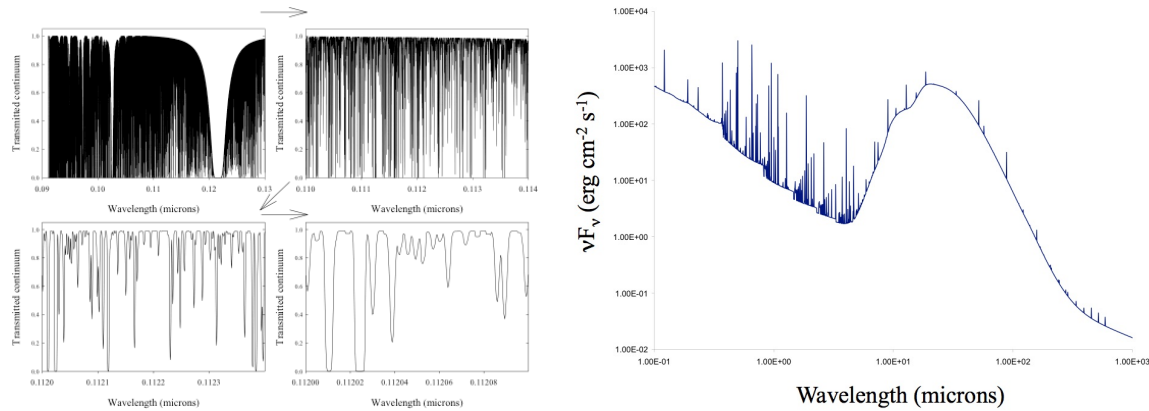 Transmitted continuum
1.0
0.8
0.6
0.4
0.2
0.0
0.09
0.10
0.11
0.12
0.13
Wavelength (microns)
Transmitted continuum
1.0
0.8
0.6
0.4
0.2
0.0
0.110
0.111
0.112
0.113
0.114
Wavelength (microns)
Transmitted continuum
1.0
0.8
0.6
0.4
0.2
0.0
0.1120
0.1121
0.1122
0.1123
Wavelength (microns)
Transmitted continuum
1.0
0.8
0.6
0.4
0.2
0.0
0.11200
0.11202
0.11204
0.11206
0.11208
Wavelength (microns)
νFν (erg cm-2 s-1)
1.00E+04
1.00E+03
1.00E+02
1.00E+01
1.00E+00
1.00E-01
1.00E-02
1.00E-01
1.00E+00
1.00E+01
1.00E+02
1.00E+03
Wavelength (microns)